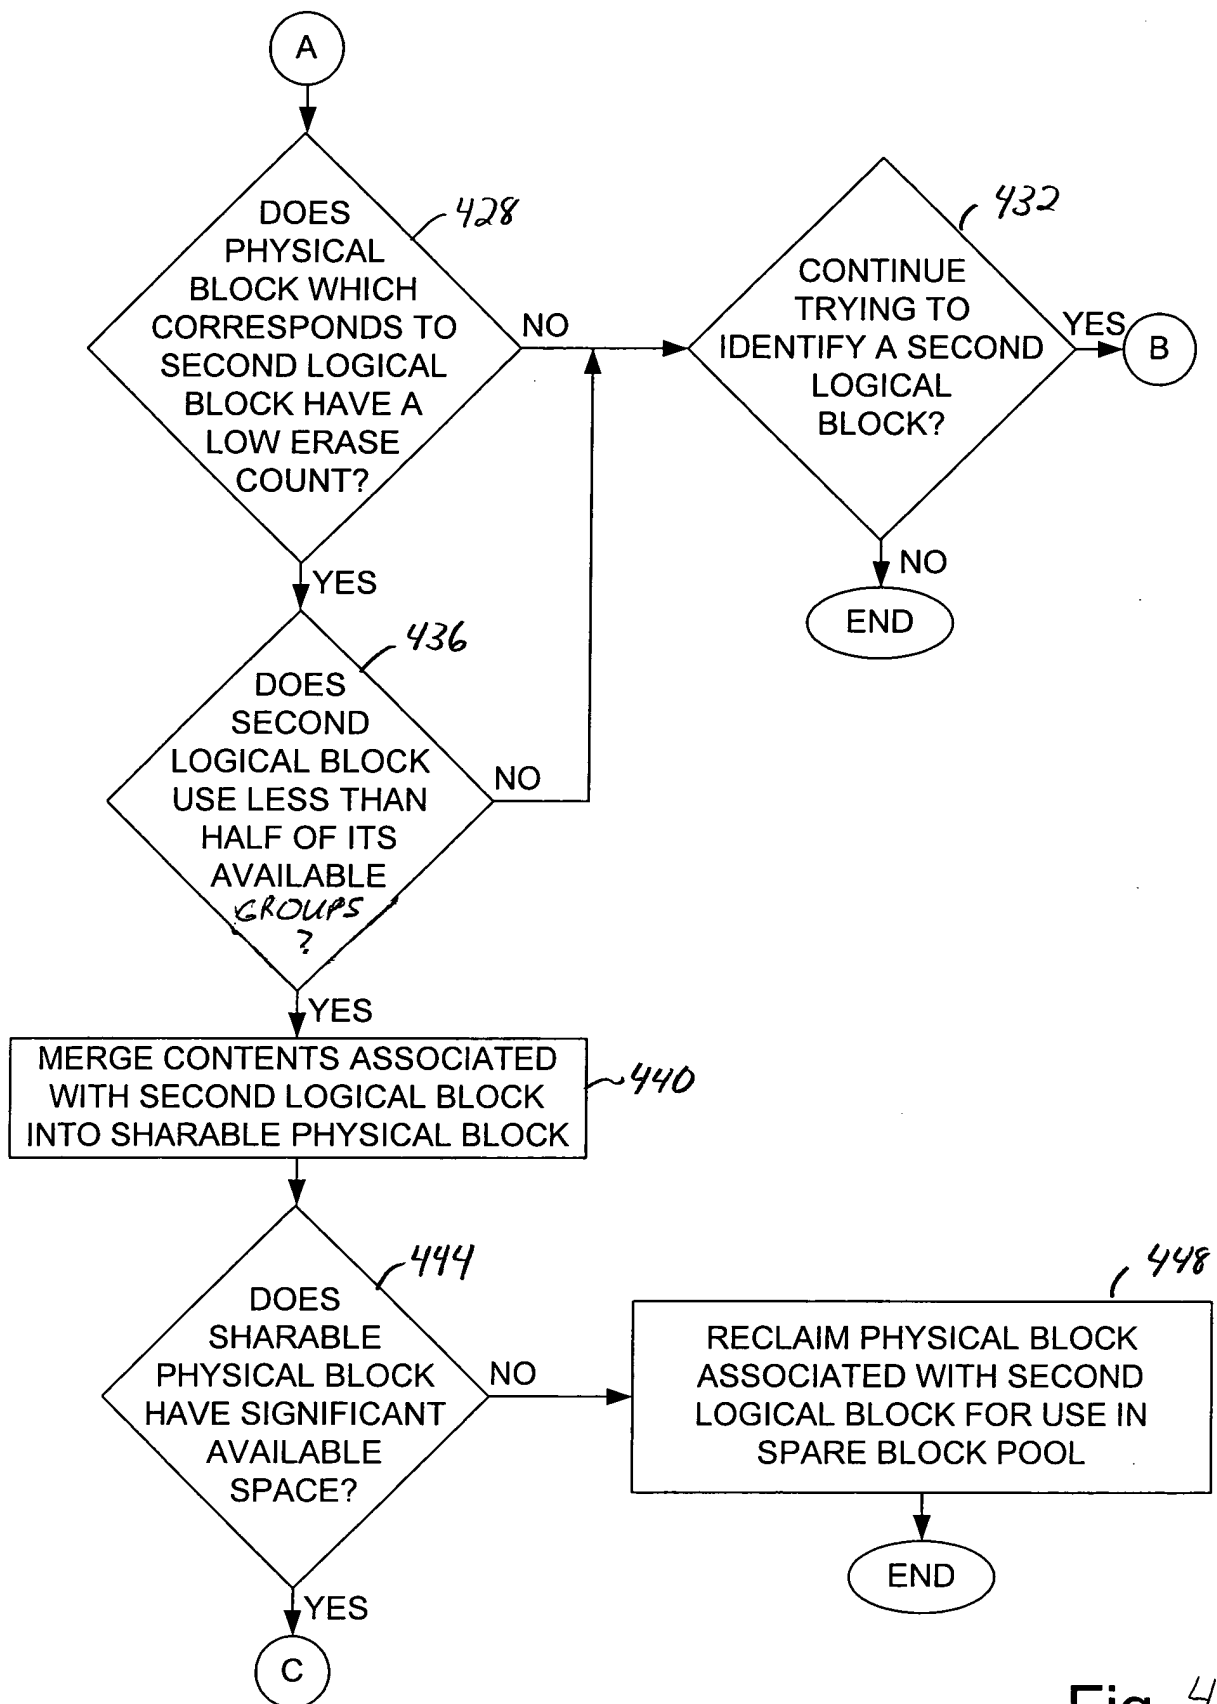 A
DOES
PHYSICAL
BLOCK WHICH
CORRESPONDS TO
SECOND LOGICAL
BLOCK HAVE A
LOW ERASE
COUNT?
428
NO
YES
432
CONTINUE
TRYING TO
IDENTIFY A SECOND
LOGICAL
BLOCK?
YES
B
NO
END
436
DOES
SECOND
LOGICAL BLOCK
USE LESS THAN
HALF OF ITS
AVAILABLE
GROUPS
?
NO
YES
MERGE CONTENTS ASSOCIATED
WITH SECOND LOGICAL BLOCK
INTO SHARABLE PHYSICAL BLOCK
440
444
DOES
SHARABLE
PHYSICAL BLOCK
HAVE SIGNIFICANT
AVAILABLE
SPACE?
NO
YES
C
448
RECLAIM PHYSICAL BLOCK
ASSOCIATED WITH SECOND
LOGICAL BLOCK FOR USE IN
SPARE BLOCK POOL
END
Fig. 4